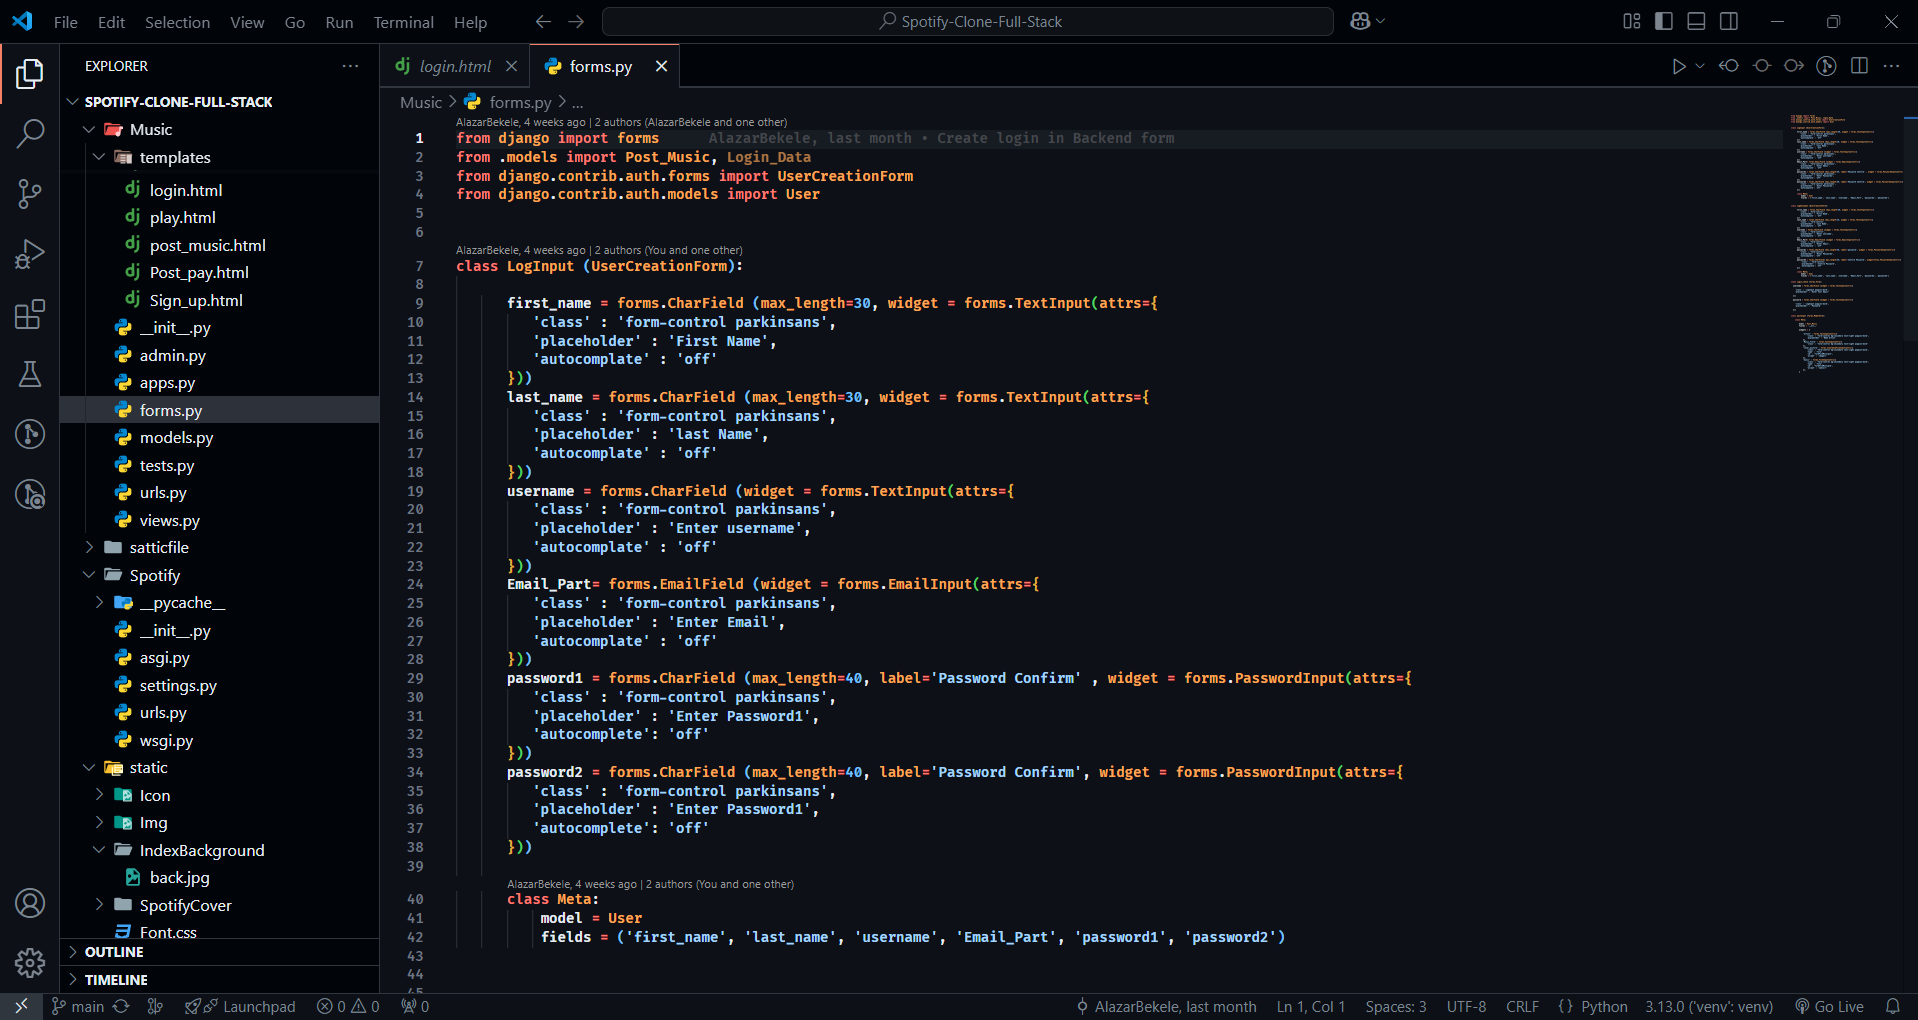 File Edit Selection View Go Run Terminal Help
Spotify-Clone-Full-Stack
EXPLORER
SPOTIFY-CLONE-FULL-STACK
Music
templates
login.html
play.html
post_music.html
Post_pay.html
Sign_up.html
__init__.py
admin.py
apps.py
forms.py
models.py
tests.py
urls.py
views.py
satticfile
Spotify
__pycache__
__init__.py
asgi.py
settings.py
urls.py
wsgi.py
static
Icon
Img
IndexBackground
back.jpg
SpotifyCover
Font.css
OUTLINE
TIMELINE
login.html
forms.py
Music > forms.py > ...
AlazarBekele, 4 weeks ago | 2 authors (AlazarBekele and one other)
1 from django import forms AlazarBekele, last month • Create login in Backend form
2 from .models import Post_Music, Login_Data
3 from django.contrib.auth.forms import UserCreationForm
4 from django.contrib.auth.models import User
5
6
AlazarBekele, 4 weeks ago | 2 authors (You and one other)
7 class LogInput (UserCreationForm):
8
9 first_name = forms.CharField (max_length=30, widget = forms.TextInput(attrs={
10 'class' : 'form-control parkinsans',
11 'placeholder' : 'First Name',
12 'autocomplate' : 'off'
13 }))
14 last_name = forms.CharField (max_length=30, widget = forms.TextInput(attrs={
15 'class' : 'form-control parkinsans',
16 'placeholder' : 'last Name',
17 'autocomplate' : 'off'
18 }))
19 username = forms.CharField (widget = forms.TextInput(attrs={
20 'class' : 'form-control parkinsans',
21 'placeholder' : 'Enter username',
22 'autocomplate' : 'off'
23 }))
24 Email_Part= forms.EmailField (widget = forms.EmailInput(attrs={
25 'class' : 'form-control parkinsans',
26 'placeholder' : 'Enter Email',
27 'autocomplate' : 'off'
28 }))
29 password1 = forms.CharField (max_length=40, label='Password Confirm' , widget = forms.PasswordInput(attrs={
30 'class' : 'form-control parkinsans',
31 'placeholder' : 'Enter Password1',
32 'autocomplete': 'off'
33 }))
34 password2 = forms.CharField (max_length=40, label='Password Confirm', widget = forms.PasswordInput(attrs={
35 'class' : 'form-control parkinsans',
36 'placeholder' : 'Enter Password1',
37 'autocomplete': 'off'
38 }))
39
AlazarBekele, 4 weeks ago | 2 authors (You and one other)
40 class Meta:
41 model = User
42 fields = ('first_name', 'last_name', 'username', 'Email_Part', 'password1', 'password2')
43
44
45
main Launchpad 0 0 0 AlazarBekele, last month Ln 1, Col 1 Spaces: 3 UTF-8 CRLF {} Python 3.13.0 ('venv': venv) Go Live